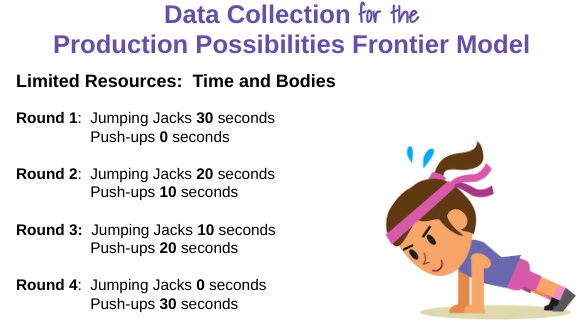 Data Collection for the
Production Possibilities Frontier Model
Limited Resources: Time and Bodies
Round 1: Jumping Jacks 30 seconds
Push-ups 0 seconds
Round 2: Jumping Jacks 20 seconds
Push-ups 10 seconds
Round 3: Jumping Jacks 10 seconds
Push-ups 20 seconds
Round 4: Jumping Jacks 0 seconds
Push-ups 30 seconds